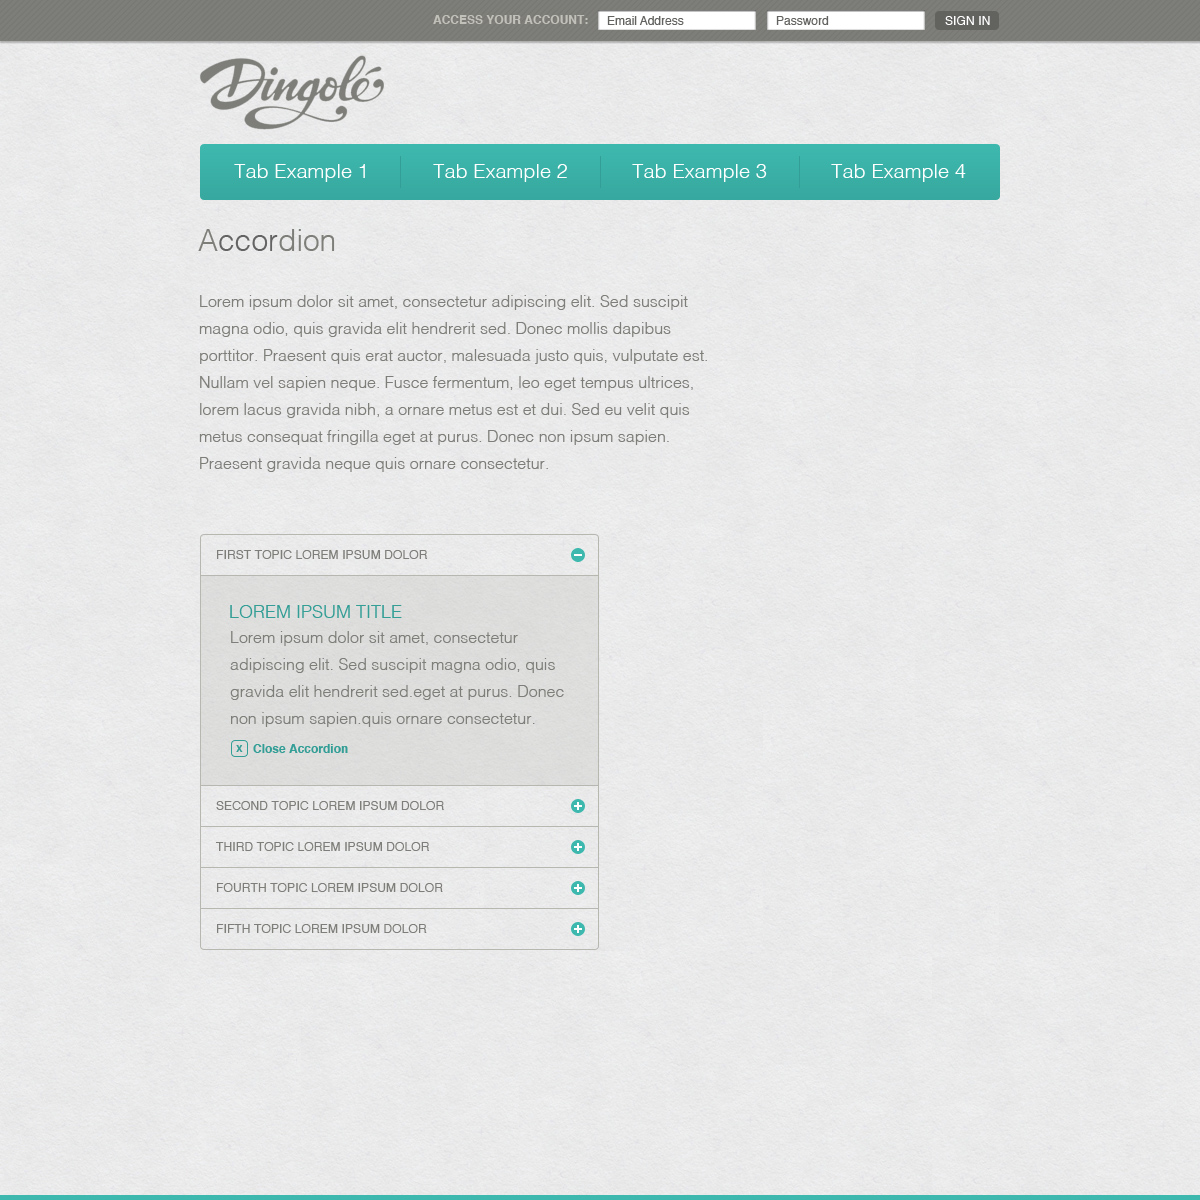 ACCESS YOUR ACCOUNT: Email Address Password SIGN IN
Dingolé
Tab Example 1 Tab Example 2 Tab Example 3 Tab Example 4
Accordion
Lorem ipsum dolor sit amet, consectetur adipiscing elit. Sed suscipit
magna odio, quis gravida elit hendrerit sed. Donec mollis dapibus
porttitor. Praesent quis erat auctor, malesuada justo quis, vulputate est.
Nullam vel sapien neque. Fusce fermentum, leo eget tempus ultrices,
lorem lacus gravida nibh, a ornare metus est et dui. Sed eu velit quis
metus consequat fringilla eget at purus. Donec non ipsum sapien.
Praesent gravida neque quis ornare consectetur.
FIRST TOPIC LOREM IPSUM DOLOR
LOREM IPSUM TITLE
Lorem ipsum dolor sit amet, consectetur
adipiscing elit. Sed suscipit magna odio, quis
gravida elit hendrerit sed.eget at purus. Donec
non ipsum sapien.quis ornare consectetur.
x Close Accordion
SECOND TOPIC LOREM IPSUM DOLOR
THIRD TOPIC LOREM IPSUM DOLOR
FOURTH TOPIC LOREM IPSUM DOLOR
FIFTH TOPIC LOREM IPSUM DOLOR